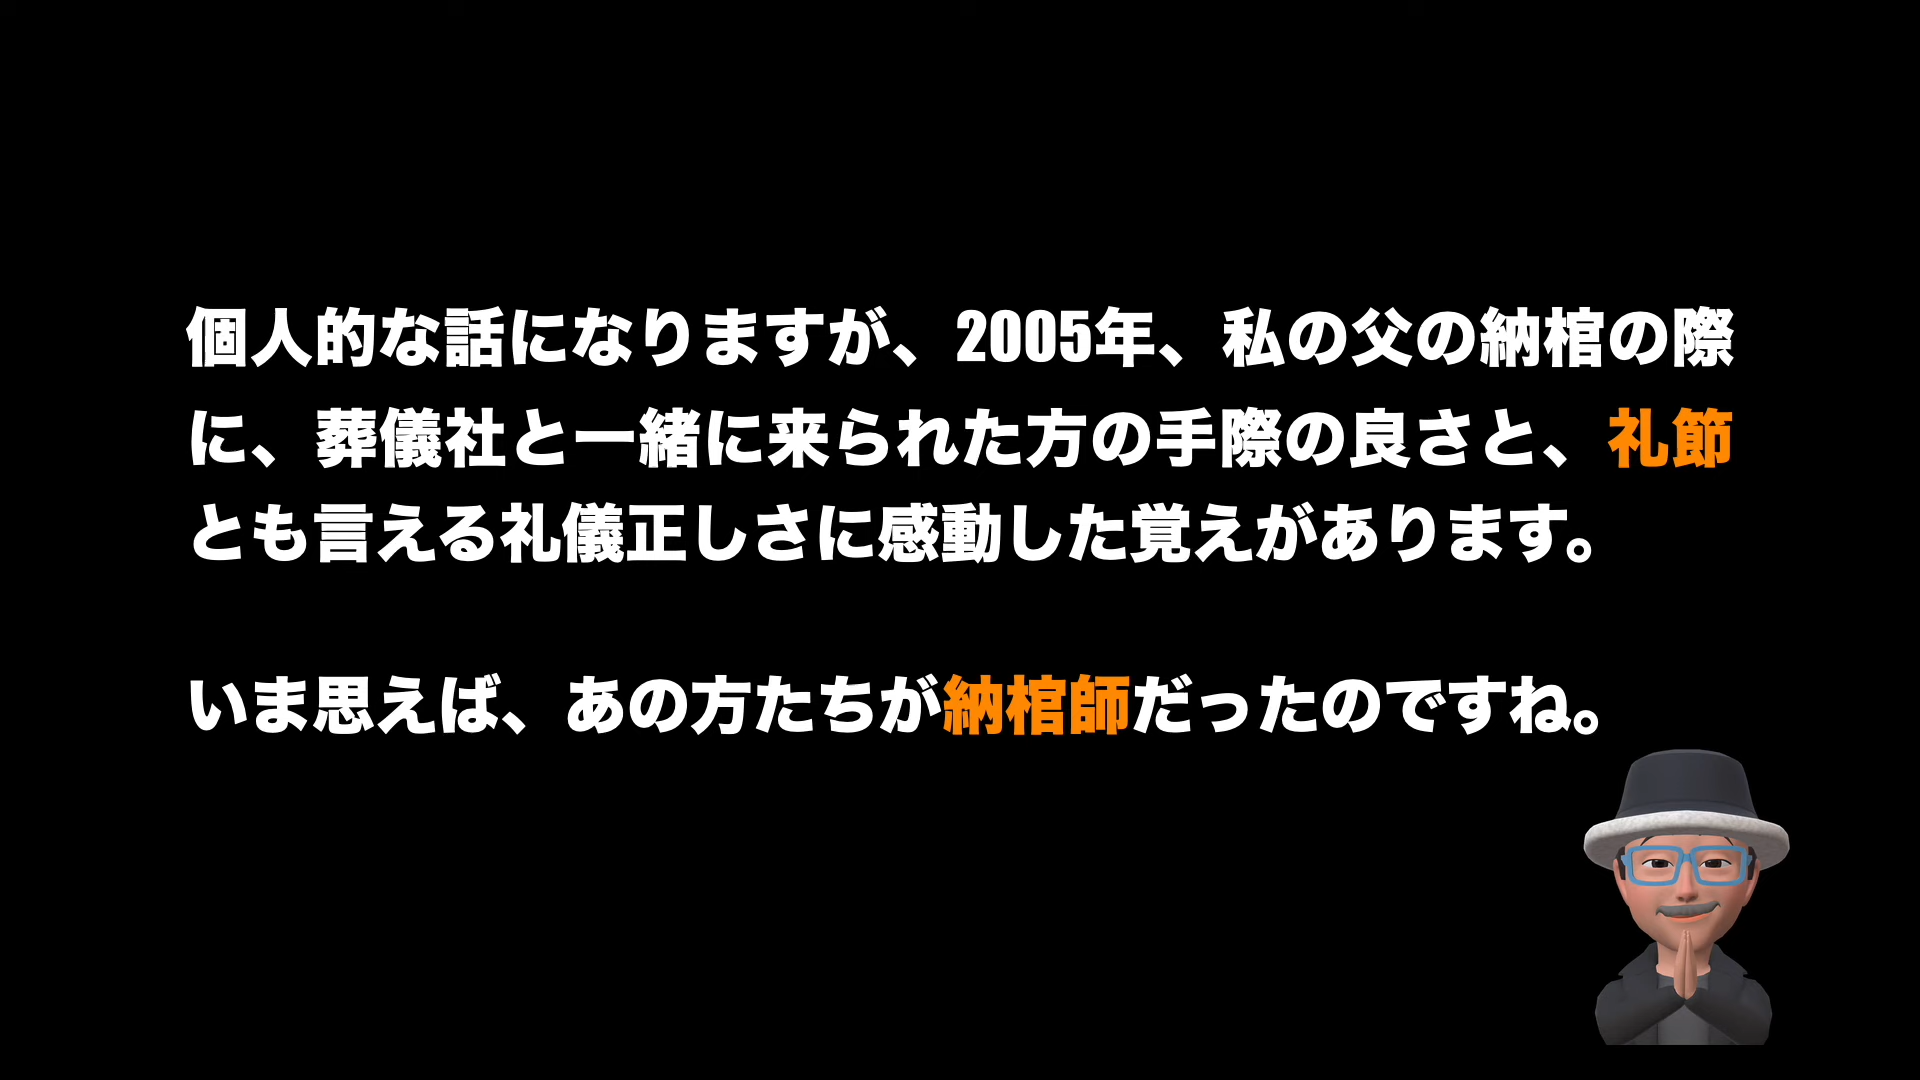 個人的な話になりますが、2005年、私の父の納棺の際
に、葬儀社と一緒に来られた方の手際の良さと、礼節
とも言える礼儀正しさに感動した覚えがあります。
いま思えば、あの方たちが納棺師だったのですね。